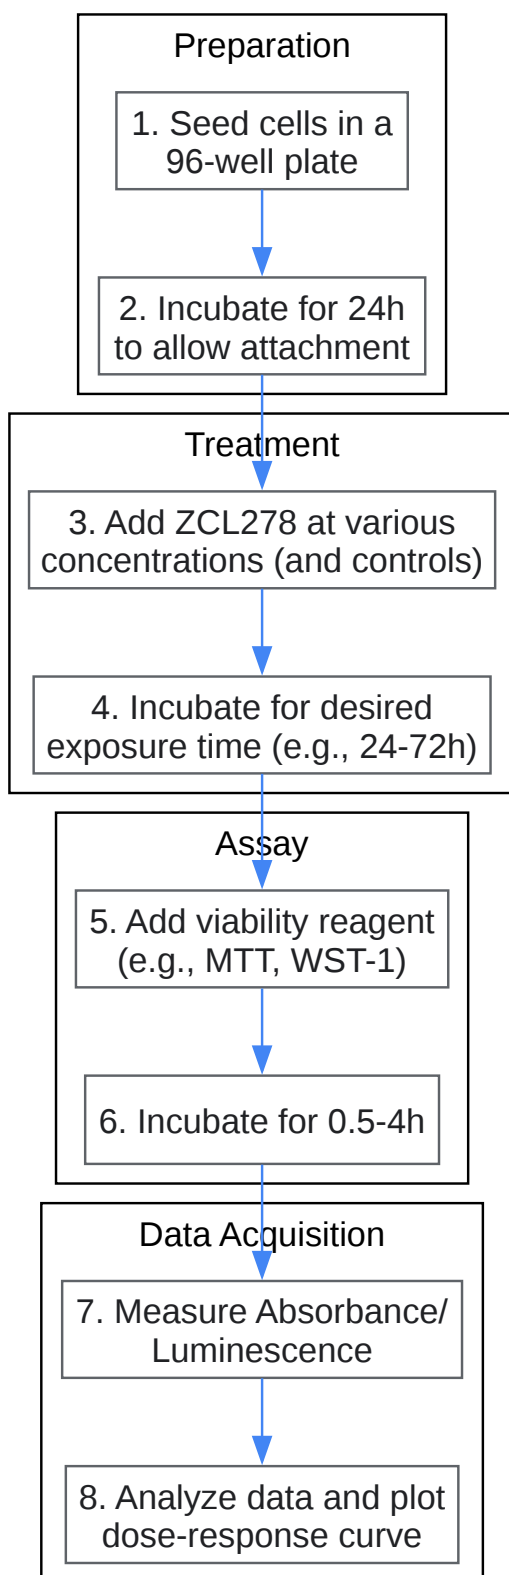 Preparation
1. Seed cells in a
96-well plate
2. Incubate for 24h
to allow attachment
Treatment
3. Add ZCL278 at various
concentrations (and controls)
4. Incubate for desired
exposure time (e.g., 24-72h)
Assay
5. Add viability reagent
(e.g., MTT, WST-1)
6. Incubate for 0.5-4h
Data Acquisition
7. Measure Absorbance/
Luminescence
8. Analyze data and plot
dose-response curve